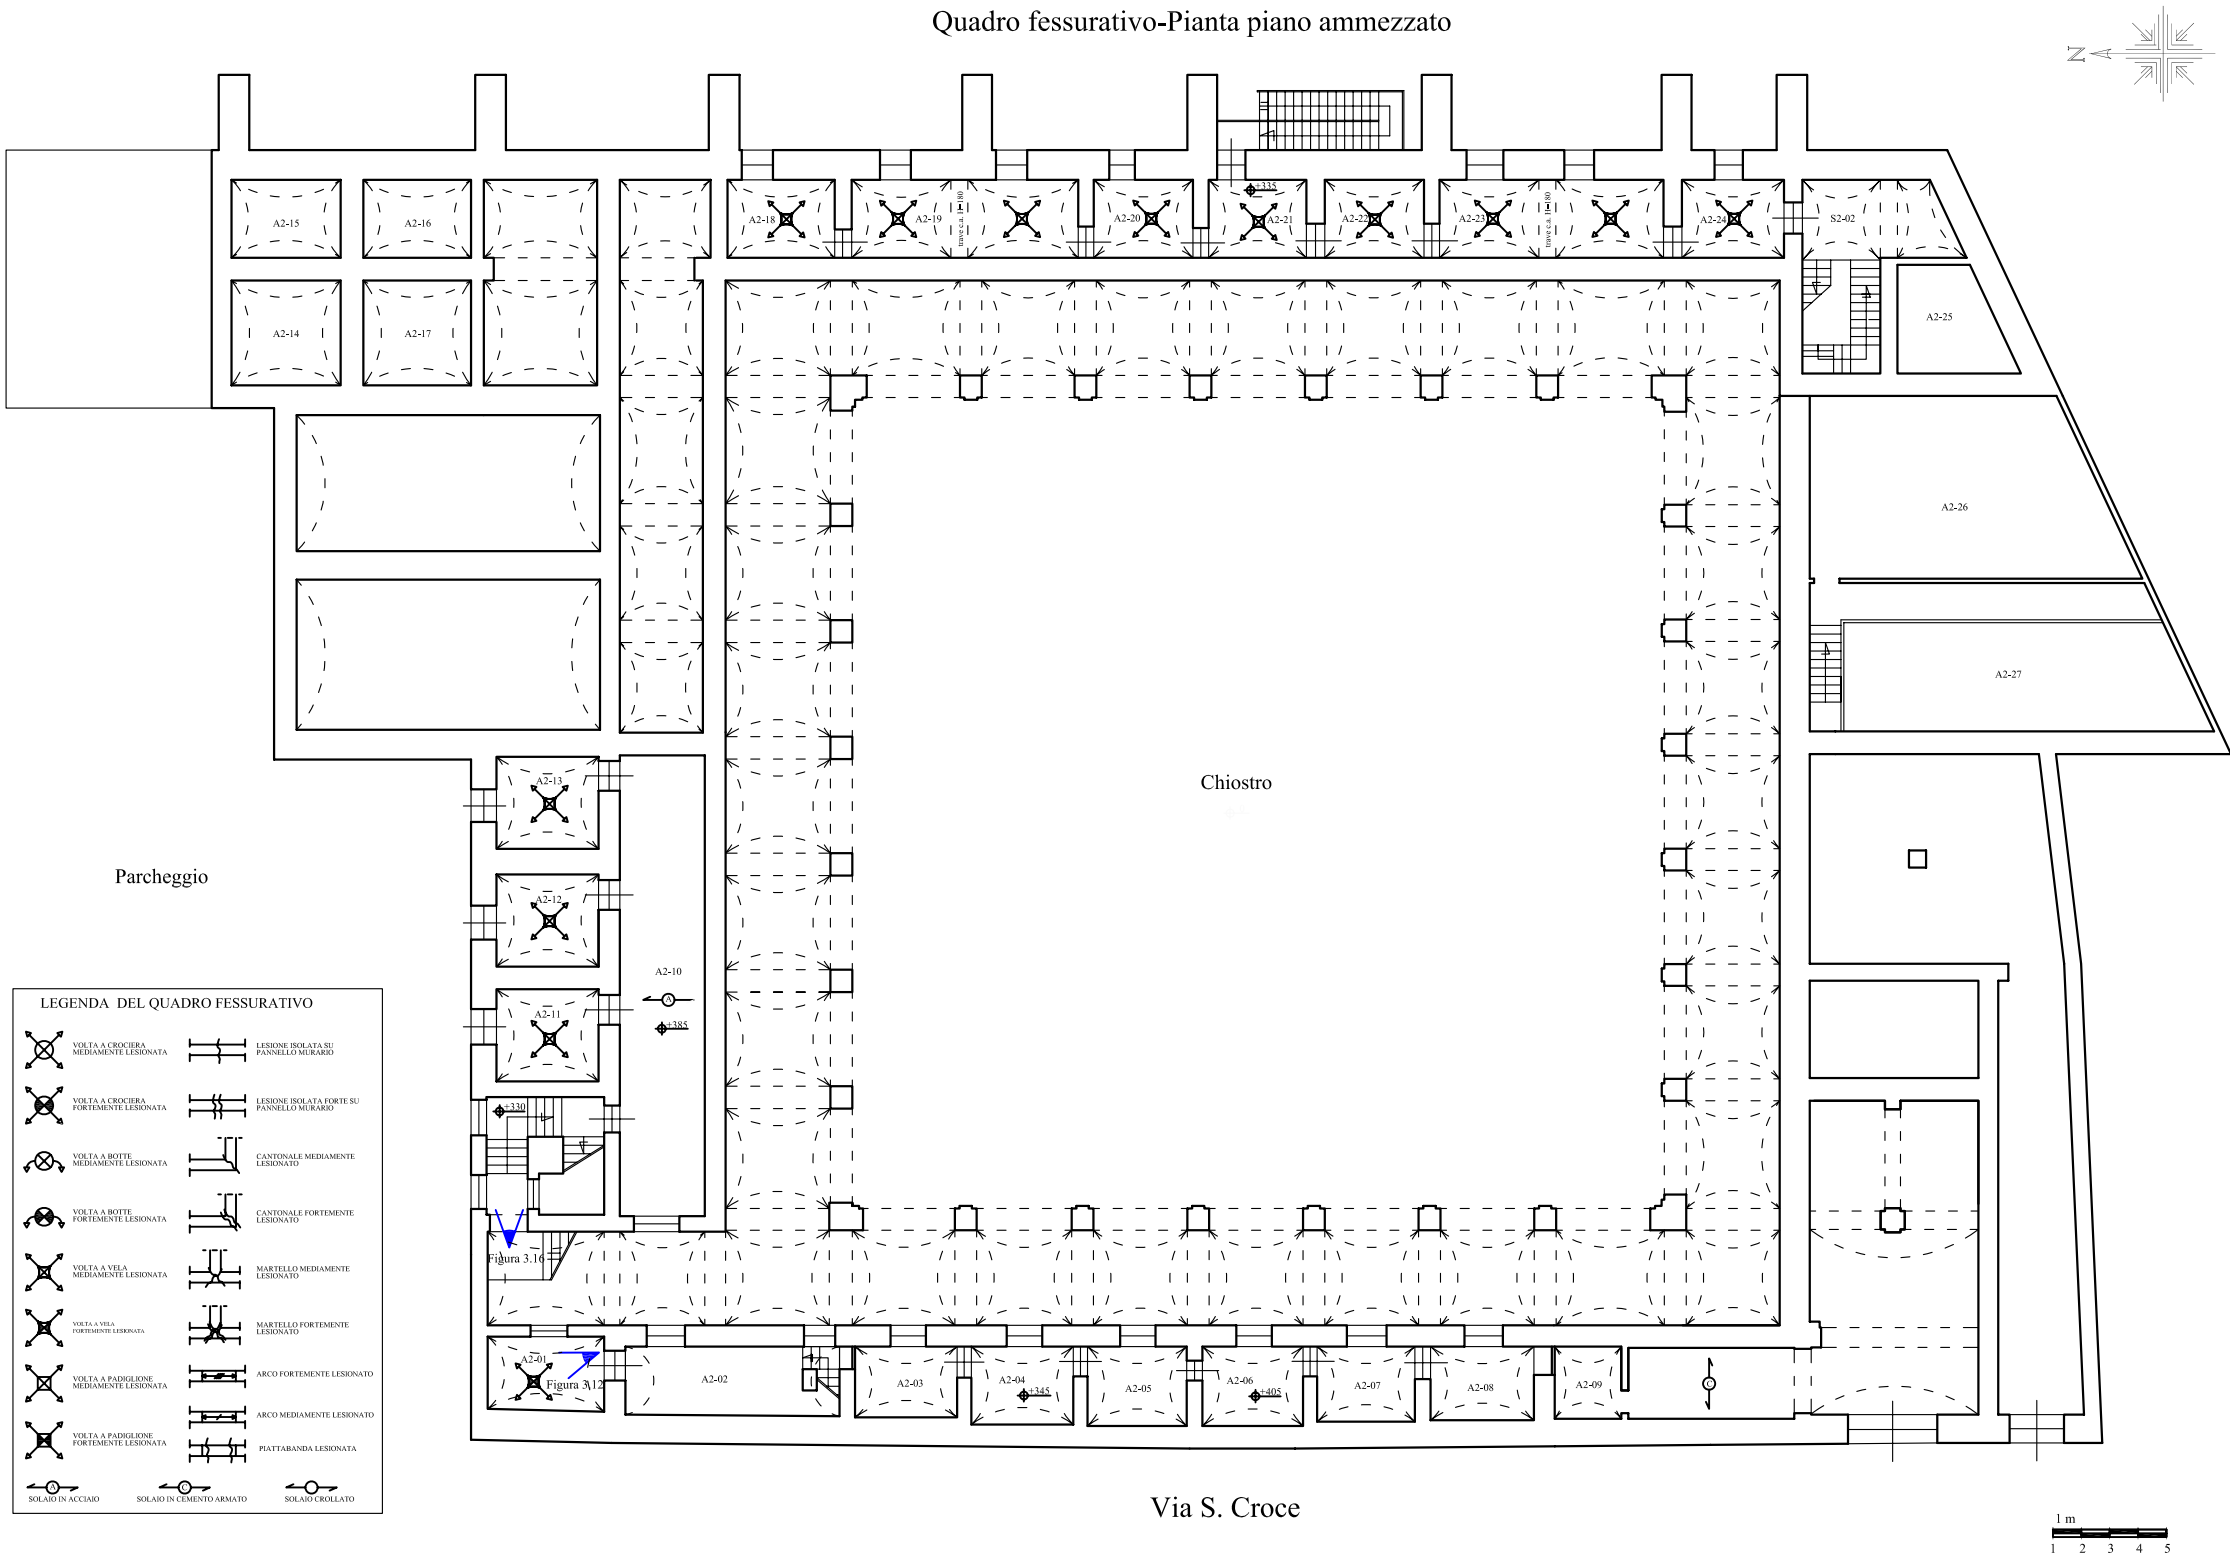 Quadro fessurativo-Pianta piano ammezzato
N
+335
A2-15
A2-16
A2-18
A2-19
trave c.a. H=180
A2-20
A2-21
A2-22
A2-23
trave c.a. H=180
A2-24
S2-02
A2-14
A2-17
A2-25
A2-26
A2-27
A2-13
Chiostro
Parcheggio
A2-12
A2-10
A
+385
A2-11
+330
Figura 3.16
A2-01
Figura 3.12
A2-02
A2-03
A2-04
+345
A2-05
A2-06
+405
A2-07
A2-08
A2-09
C
LEGENDA DEL QUADRO FESSURATIVO
VOLTA A CROCIERA
MEDIAMENTE LESIONATA
LESIONE ISOLATA SU
PANNELLO MURARIO
VOLTA A CROCIERA
FORTEMENTE LESIONATA
LESIONE ISOLATA FORTE SU
PANNELLO MURARIO
VOLTA A BOTTE
MEDIAMENTE LESIONATA
CANTONALE MEDIAMENTE
LESIONATO
VOLTA A BOTTE
FORTEMENTE LESIONATA
CANTONALE FORTEMENTE
LESIONATO
VOLTA A VELA
MEDIAMENTE LESIONATA
MARTELLO MEDIAMENTE
LESIONATO
VOLTA A VELA
FORTEMENTE LESIONATA
MARTELLO FORTEMENTE
LESIONATO
VOLTA A PADIGLIONE
MEDIAMENTE LESIONATA
ARCO FORTEMENTE LESIONATO
ARCO MEDIAMENTE LESIONATO
VOLTA A PADIGLIONE
FORTEMENTE LESIONATA
PIATTABANDA LESIONATA
A
SOLAIO IN ACCIAIO
C
SOLAIO IN CEMENTO ARMATO
SOLAIO CROLLATO
Via S. Croce
1 m
1 2 3 4 5